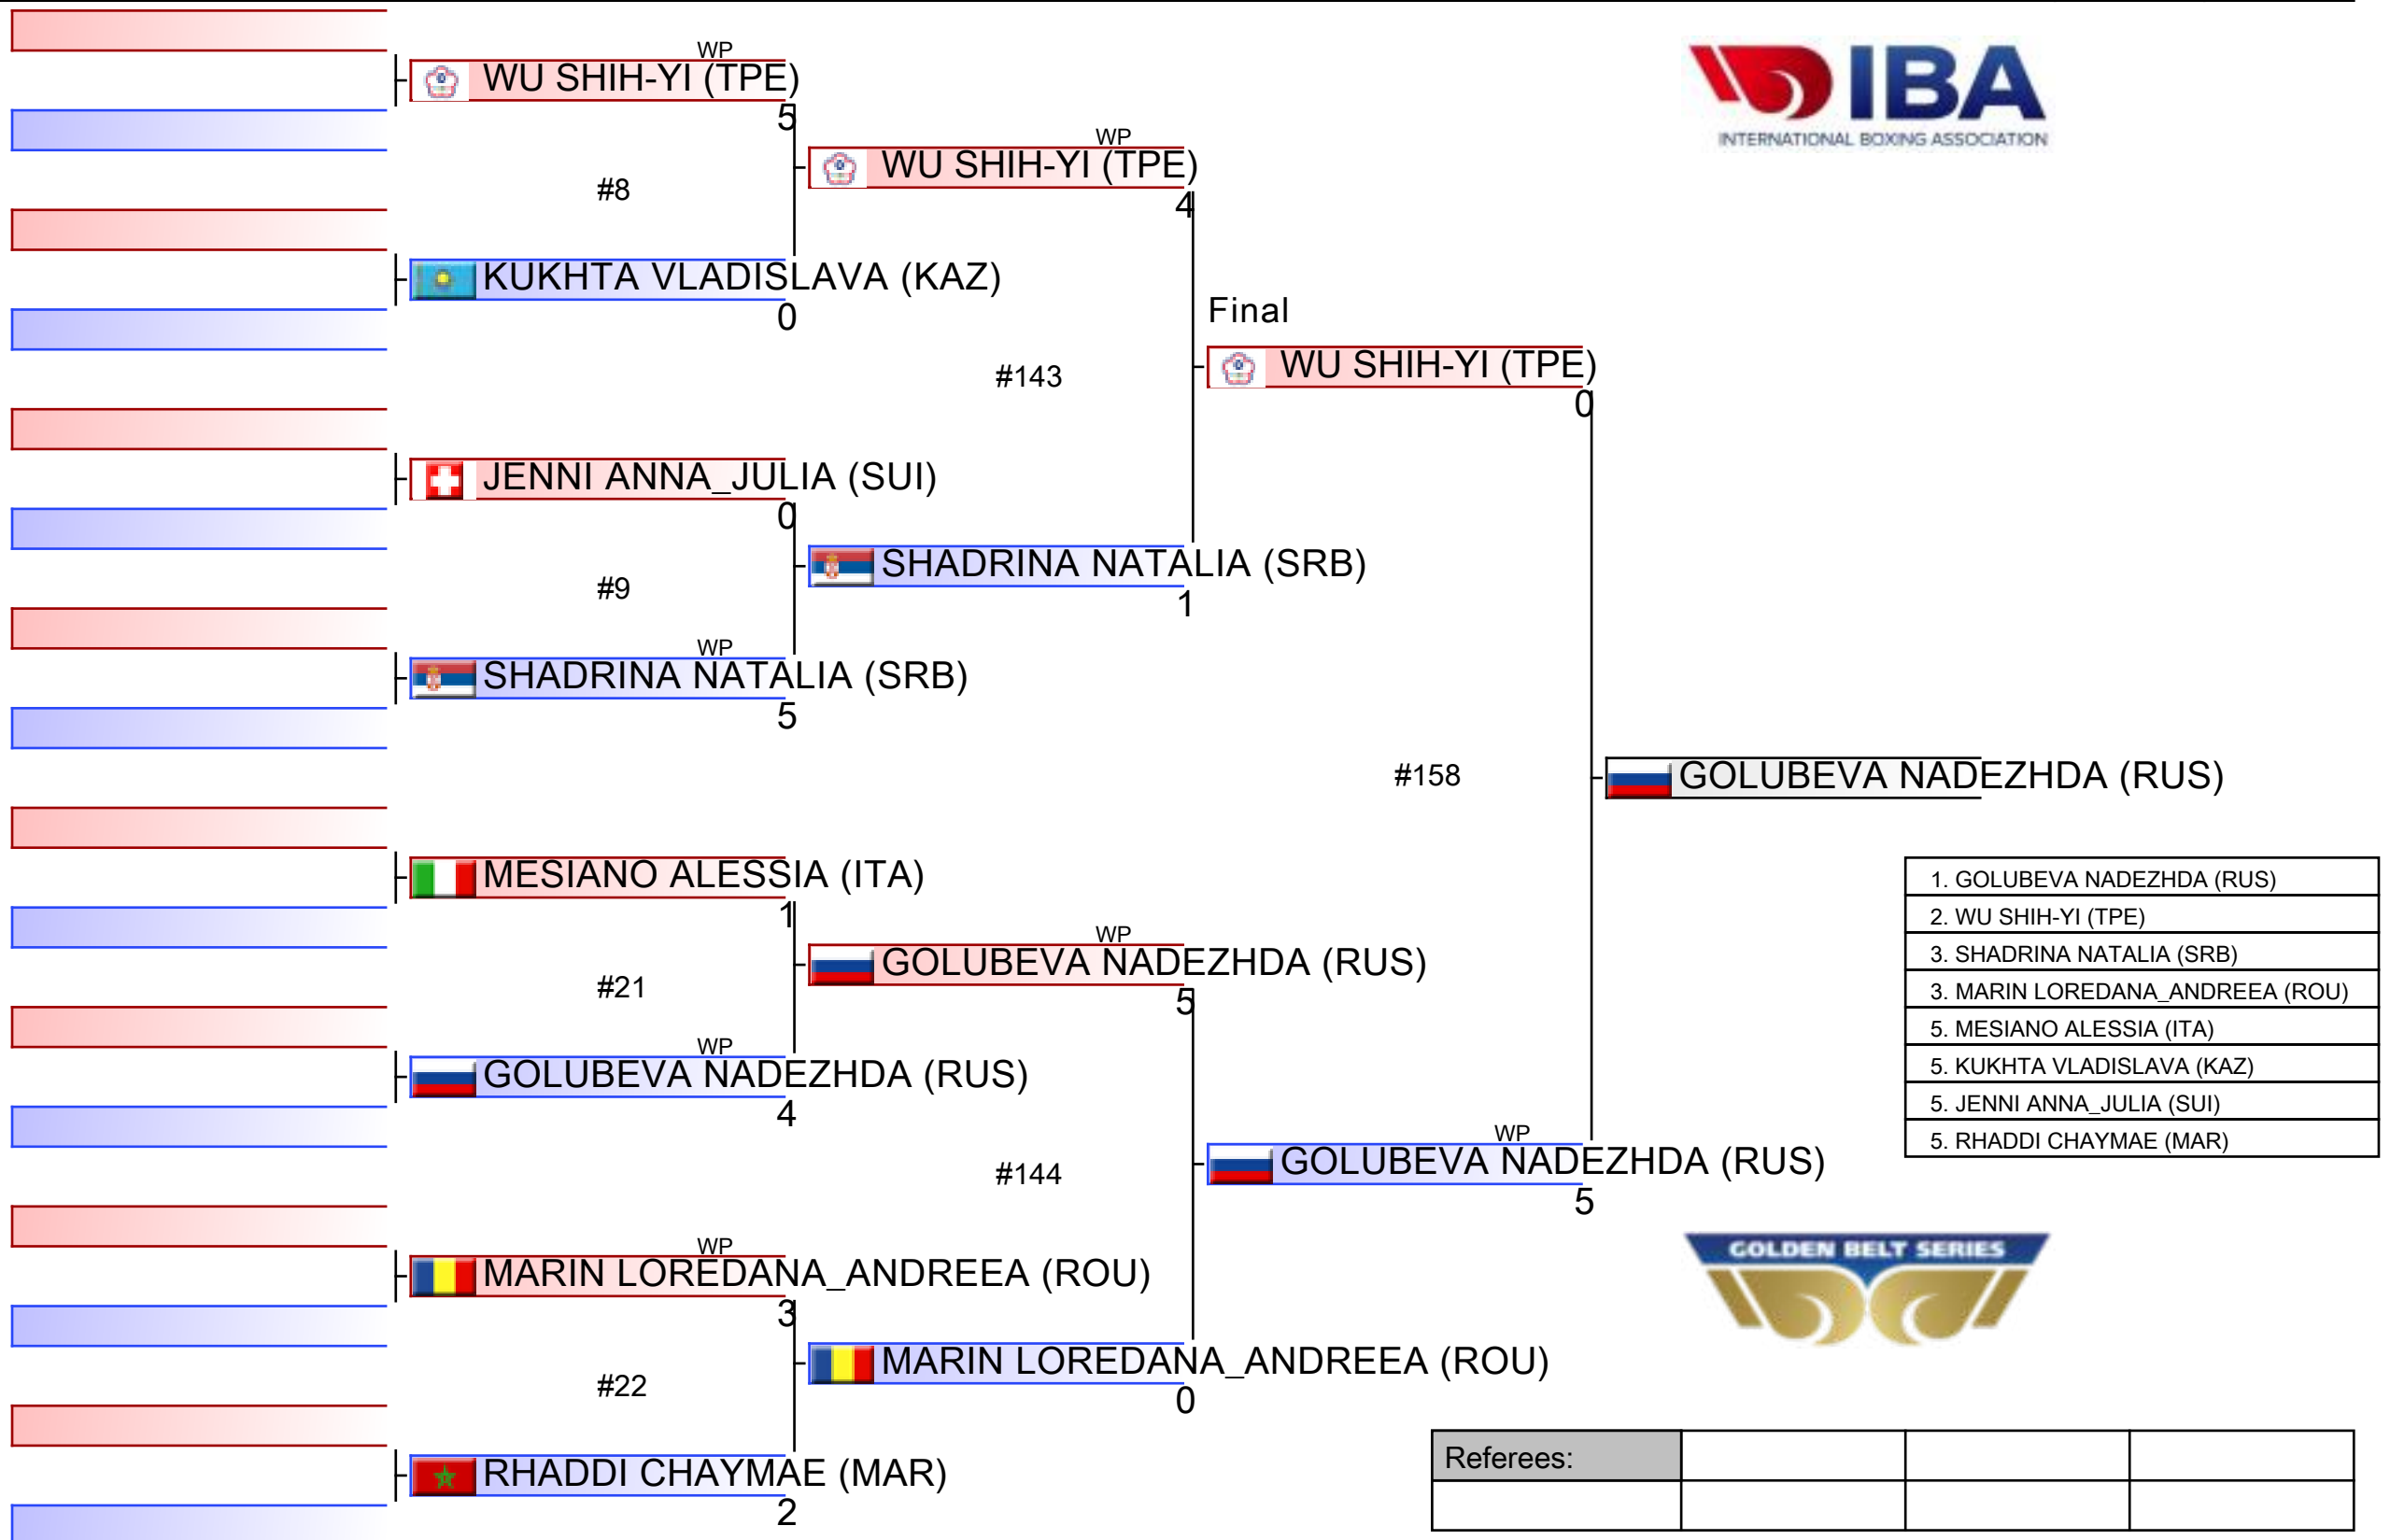 WP
WU SHIH-YI (TPE)
5
#8
KUKHTA VLADISLAVA (KAZ)
0
JENNI ANNA_JULIA (SUI)
0
#9
WP
SHADRINA NATALIA (SRB)
5
MESIANO ALESSIA (ITA)
1
#21
WP
GOLUBEVA NADEZHDA (RUS)
4
WP
MARIN LOREDANA_ANDREEA (ROU)
3
#22
RHADDI CHAYMAE (MAR)
2
WP
WU SHIH-YI (TPE)
4
#143
SHADRINA NATALIA (SRB)
1
WP
GOLUBEVA NADEZHDA (RUS)
5
#144
MARIN LOREDANA_ANDREEA (ROU)
0
Final
WU SHIH-YI (TPE)
0
#158
WP
GOLUBEVA NADEZHDA (RUS)
5
GOLUBEVA NADEZHDA (RUS)
IBA
INTERNATIONAL BOXING ASSOCIATION
1. GOLUBEVA NADEZHDA (RUS)
2. WU SHIH-YI (TPE)
3. SHADRINA NATALIA (SRB)
3. MARIN LOREDANA_ANDREEA (ROU)
5. MESIANO ALESSIA (ITA)
5. KUKHTA VLADISLAVA (KAZ)
5. JENNI ANNA_JULIA (SUI)
5. RHADDI CHAYMAE (MAR)
GOLDEN BELT SERIES
Referees: